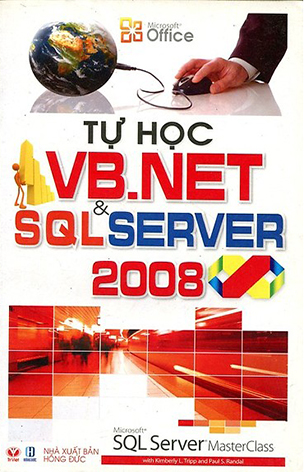 Microsoft®
Office
TỰ HỌC
VB.NET
&
SQL SERVER
2008
Microsoft®
SQL Server™ MasterClass
with Kimberly L. Tripp and Paul S. Randal
NHÀ XUẤT BẢN
HỒNG ĐỨC